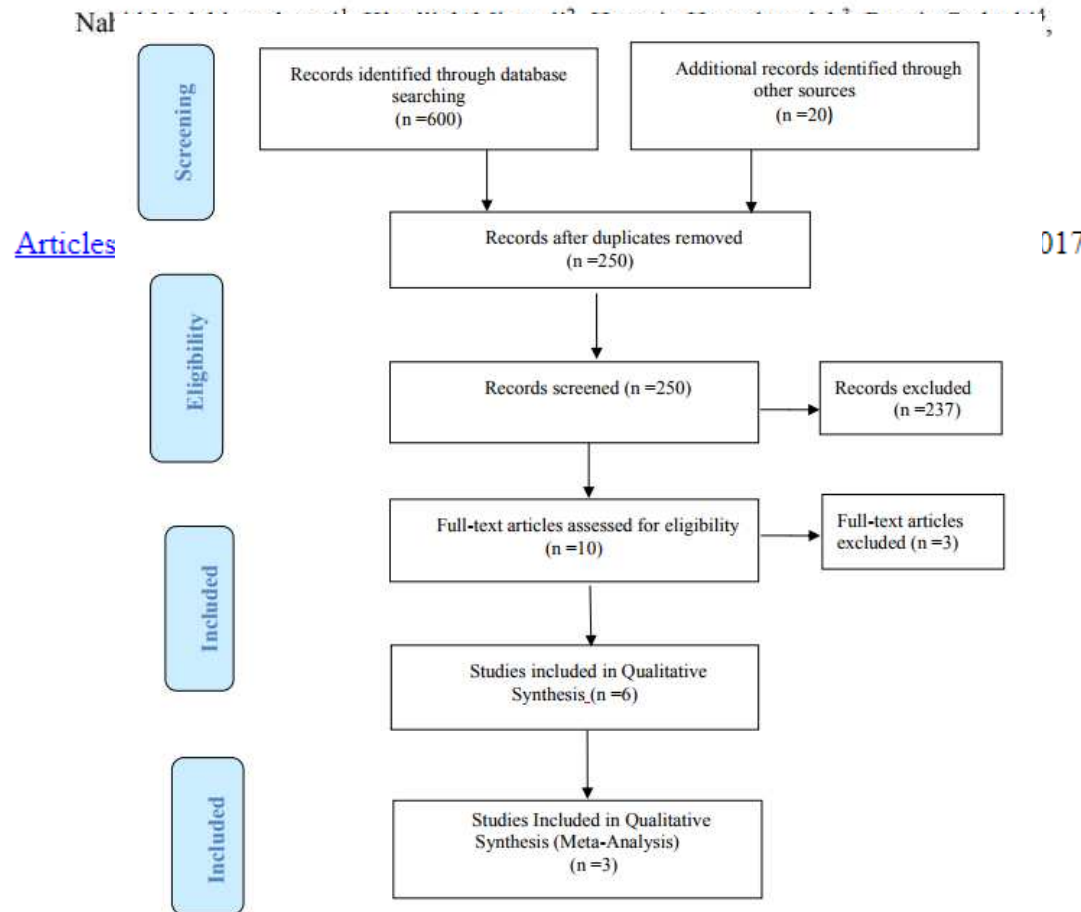 Nah
Records identified through database
searching
(n =600)
Additional records identified through
other sources
(n =20)
Screening
Records after duplicates removed
(n =250)
Articles
017
Eligibility
Records screened (n =250)
Records excluded
(n =237)
Full-text articles assessed for eligibility
(n =10)
Full-text articles
excluded (n =3)
Included
Studies included in Qualitative
Synthesis (n =6)
Included
Studies Included in Qualitative
Synthesis (Meta-Analysis)
(n =3)